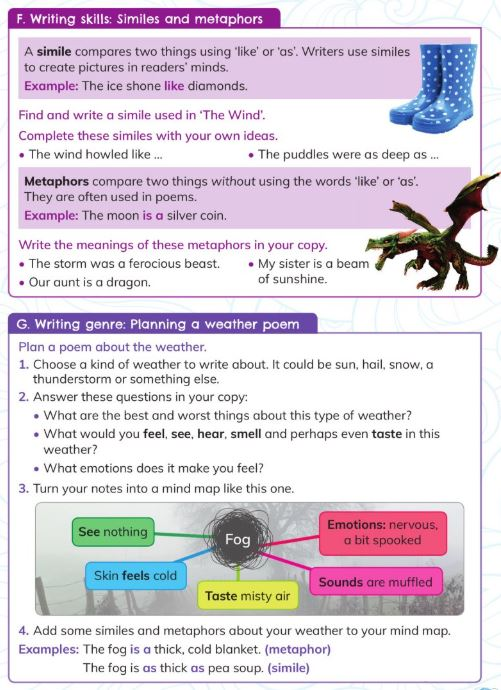 F. Writing skills: Similes and metaphors
A simile compares two things using ‘like’ or ‘as’. Writers use similes
to create pictures in readers’ minds.
Example: The ice shone like diamonds.
Find and write a simile used in ‘The Wind’.
Complete these similes with your own ideas.
• The wind howled like ...
• The puddles were as deep as ...
Metaphors compare two things without using the words ‘like’ or ‘as’.
They are often used in poems.
Example: The moon is a silver coin.
Write the meanings of these metaphors in your copy.
• The storm was a ferocious beast.
• Our aunt is a dragon.
• My sister is a beam
of sunshine.
G. Writing genre: Planning a weather poem
Plan a poem about the weather.
1. Choose a kind of weather to write about. It could be sun, hail, snow, a
thunderstorm or something else.
2. Answer these questions in your copy:
• What are the best and worst things about this type of weather?
• What would you feel, see, hear, smell and perhaps even taste in this
weather?
• What emotions does it make you feel?
3. Turn your notes into a mind map like this one.
See nothing
Fog
Emotions: nervous,
a bit spooked
Skin feels cold
Taste misty air
Sounds are muffled
4. Add some similes and metaphors about your weather to your mind map.
Examples: The fog is a thick, cold blanket. (metaphor)
The fog is as thick as pea soup. (simile)